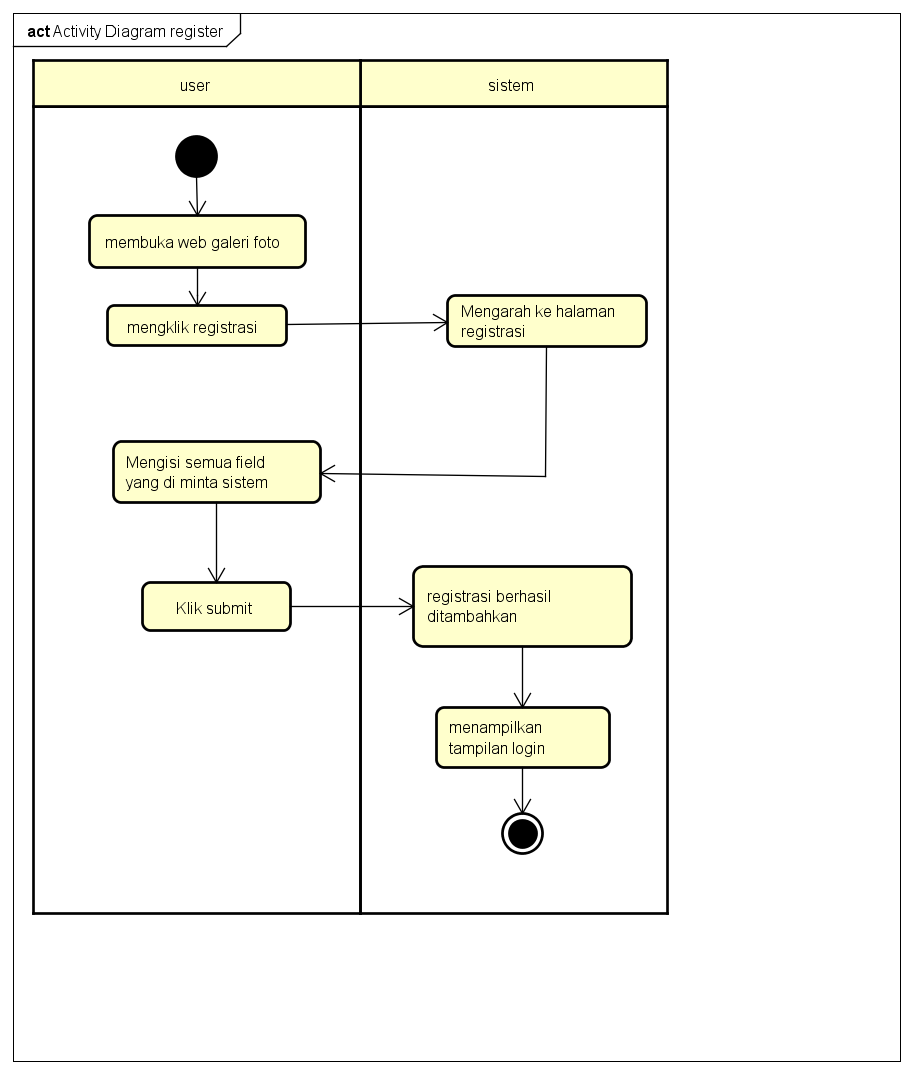 act Activity Diagram register
user
sistem
membuka web galeri foto
mengklik registrasi
Mengarah ke halaman
registrasi
Mengisi semua field
yang di minta sistem
Klik submit
registrasi berhasil
ditambahkan
menampilkan
tampilan login